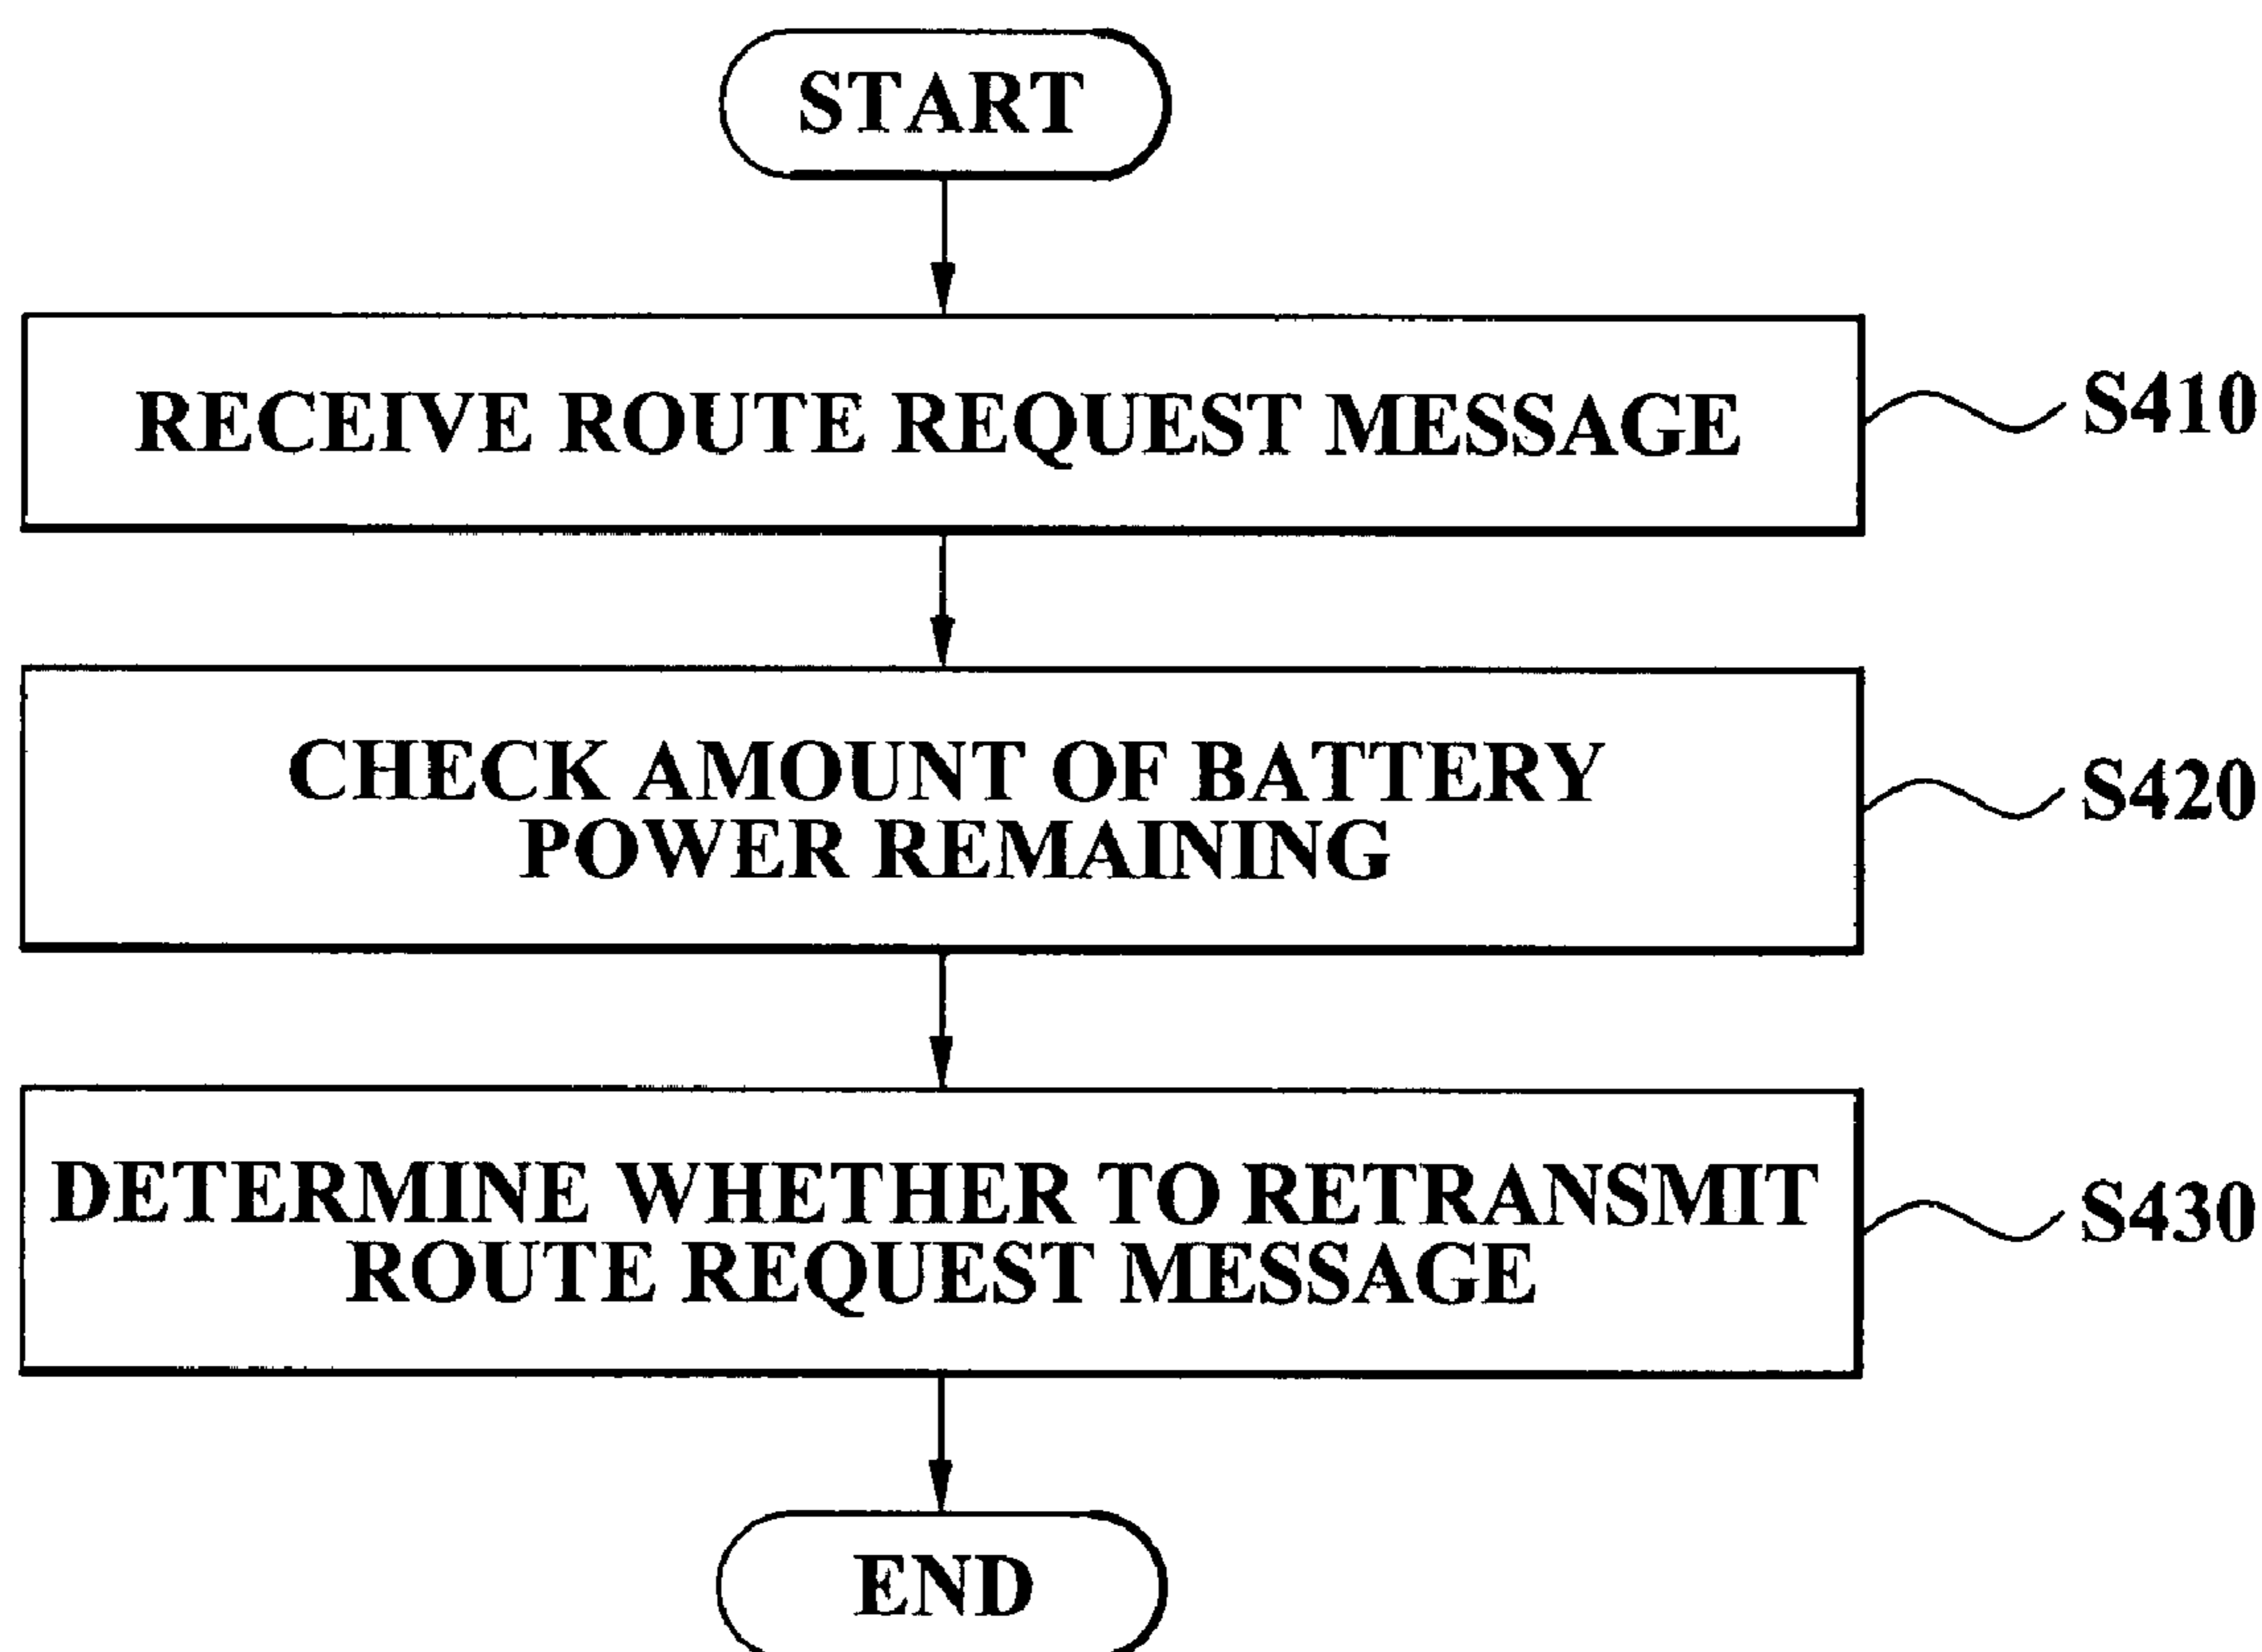 START
RECEIVE ROUTE REQUEST MESSAGE
S410
CHECK AMOUNT OF BATTERY
POWER REMAINING
S420
DETERMINE WHETHER TO RETRANSMIT
ROUTE REQUEST MESSAGE
S430
END